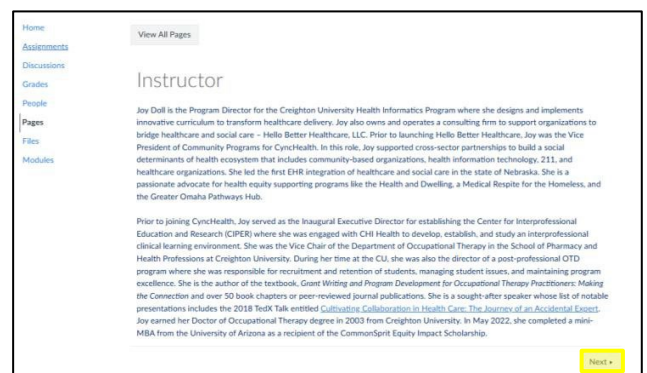 Home
Assignments
Discussions
Grades
People
Pages
Files
Modules
View All Pages
Instructor
Joy Doll is the Program Director for the Creighton University Health Informatics Program where she designs and implements
innovative curriculum to transform healthcare delivery. Joy also owns and operates a consulting firm to support organizations to
bridge healthcare and social care – Hello Better Healthcare, LLC. Prior to launching Hello Better Healthcare, Joy was the Vice
President of Community Programs for CyncHealth. In this role, Joy supported cross-sector partnerships to build a social
determinants of health ecosystem that includes community-based organizations, health information technology, 211, and
healthcare organizations. She led the first EHR integration of healthcare and social care in the state of Nebraska. She is a
passionate advocate for health equity supporting programs like the Health and Dwelling, a Medical Respite for the Homeless, and
the Greater Omaha Pathways Hub.
Prior to joining CyncHealth, Joy served as the Inaugural Executive Director for establishing the Center for Interprofessional
Education and Research (CIPER) where she was engaged with CHI Health to develop, establish, and study an interprofessional
clinical learning environment. She was the Vice Chair of the Department of Occupational Therapy in the School of Pharmacy and
Health Professions at Creighton University. During her time at the CU, she was also the director of a post-professional OTD
program where she was responsible for recruitment and retention of students, managing student issues, and maintaining program
excellence. She is the author of the textbook, Grant Writing and Program Development for Occupational Therapy Practitioners: Making
the Connection and over 50 book chapters or peer-reviewed journal publications. She is a sought-after speaker whose list of notable
presentations includes the 2018 TedX Talk entitled Cultivating Collaboration in Health Care: The Journey of an Accidental Expert.
Joy earned her Doctor of Occupational Therapy degree in 2003 from Creighton University. In May 2022, she completed a mini-
MBA from the University of Arizona as a recipient of the CommonSprit Equity Impact Scholarship.
Next ▸